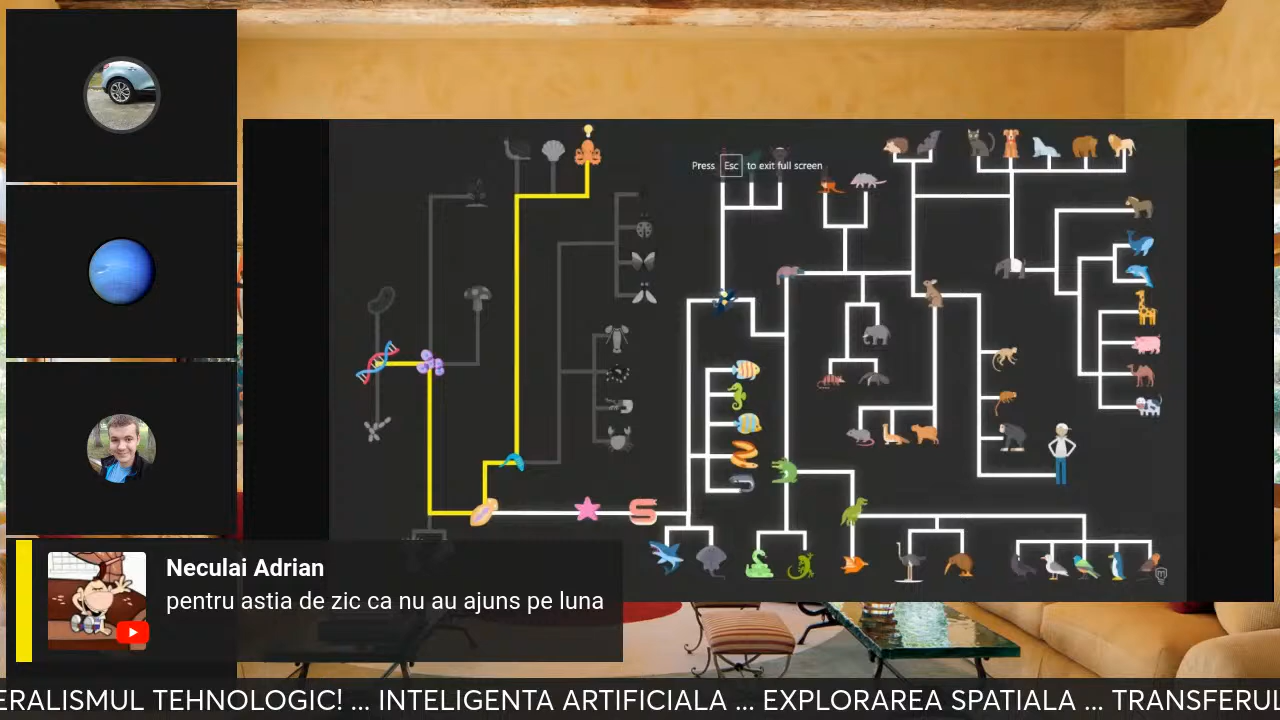 Press Esc to exit full screen
Neculai Adrian
pentru astia de zic ca nu au ajuns pe luna
ERALISMUL TEHNOLOGIC! ... INTELIGENTA ARTIFICIALA ... EXPLORAREA SPATIALA ... TRANSFERUL